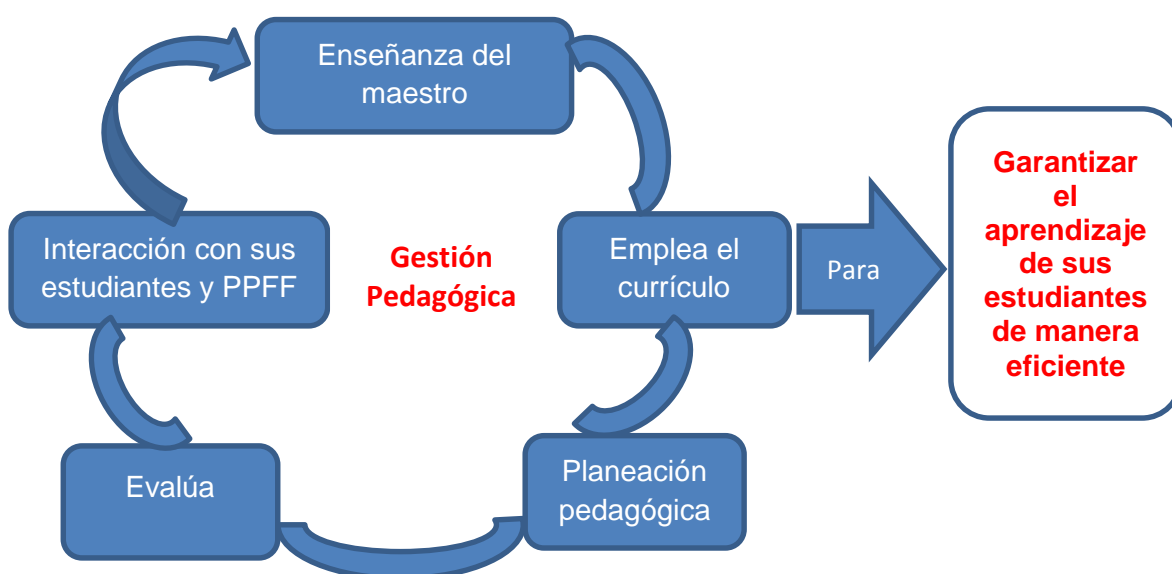 Enseñanza del
maestro
Interacción con sus
estudiantes y PPFF
Gestión
Pedagógica
Emplea el
currículo
Para
Garantizar
el
aprendizaje
de sus
estudiantes
de manera
eficiente
Evalúa
Planeación
pedagógica